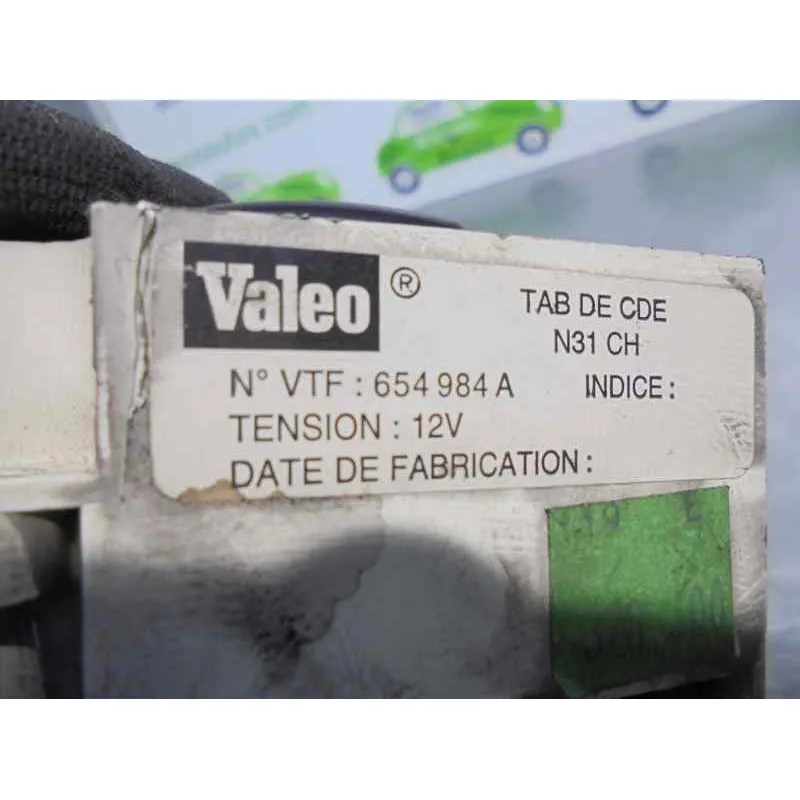 Valeo ®
TAB DE CDE
N31 CH
N° VTF : 654 984 A INDICE :
TENSION : 12V
DATE DE FABRICATION :